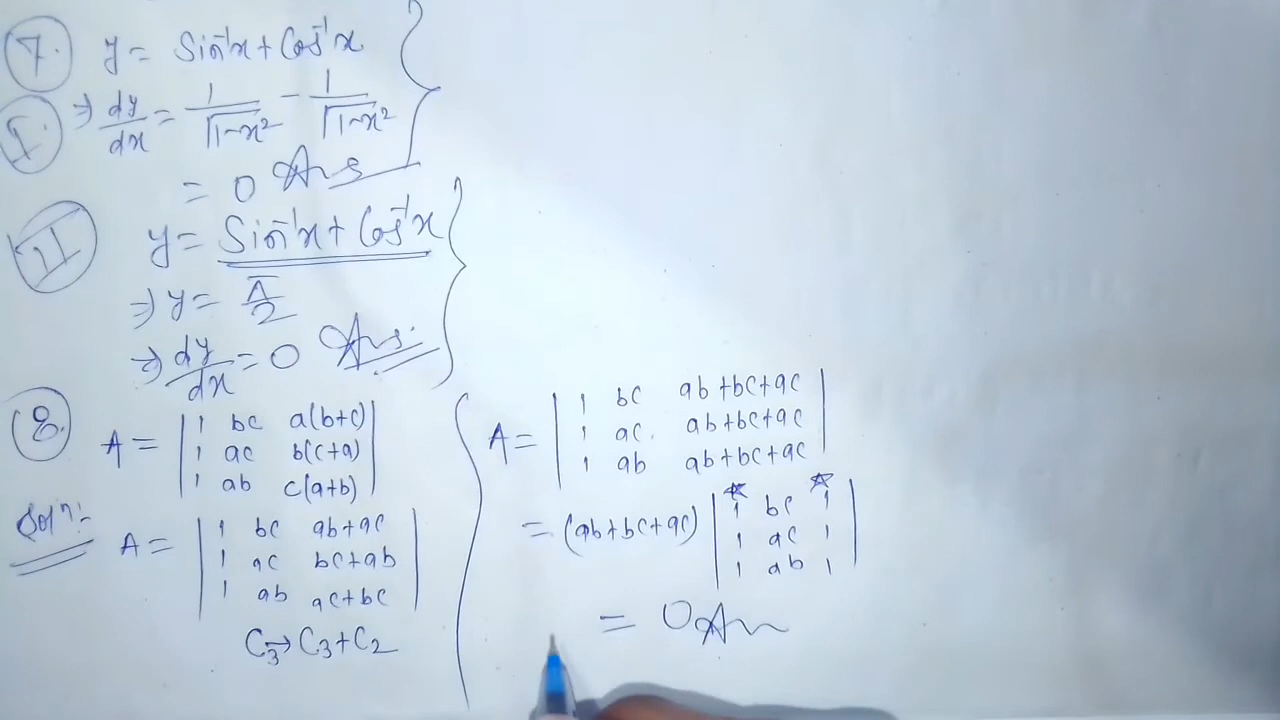 7.
y = Sin⁻¹x + Cos⁻¹x
I.
⇒ dy/dx = 1/√1-x² - 1/√1-x²
= 0 Ans
II
y = Sin⁻¹x + Cos⁻¹x
⇒ y = π/2
⇒ dy/dx = 0 Ans.
8.
A = | 1 bc a(b+c) |
| 1 ac b(c+a) |
| 1 ab c(a+b) |
Solⁿ:-
A = | 1 bc ab+ac |
| 1 ac bc+ab |
| 1 ab ac+bc |
C₃→ C₃+C₂
A = | 1 bc ab+bc+ac |
| 1 ac. ab+bc+ac |
| 1 ab ab+bc+ac |
= (ab+bc+ac) | 1 bc 1 |
| 1 ac 1 |
| 1 ab 1 |
= 0 An